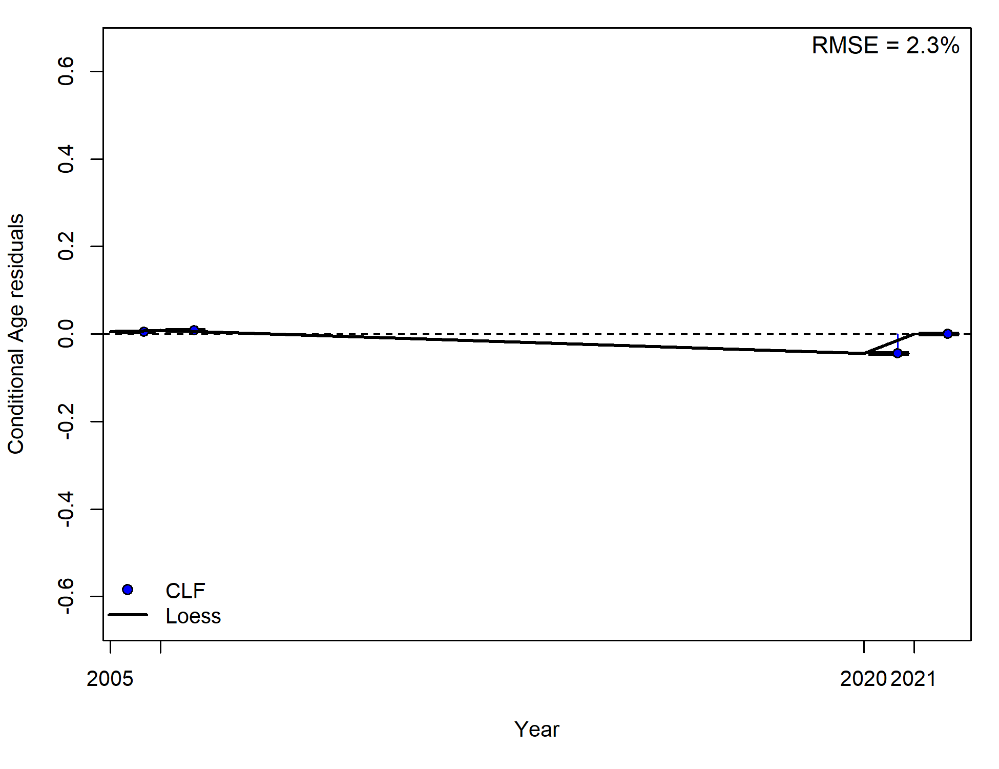 RMSE = 2.3%
0.6
0.4
0.2
0.0
-0.2
-0.4
-0.6
Conditional Age residuals
CLF
Loess
2005 2020 2021
Year